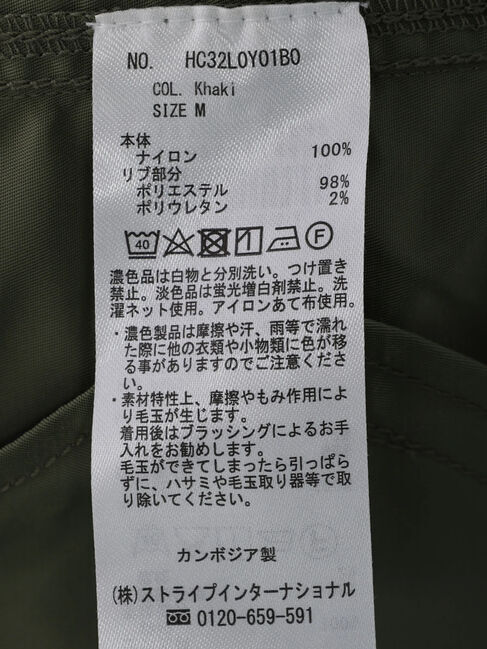 NO. HC32L0Y01B0
COL. Khaki
SIZE M
本体
ナイロン 100%
リブ部分
ポリエステル 98%
ポリウレタン 2%
40 F
濃色品は白物と分別洗い。つけ置き
禁止。淡色品は蛍光増白剤禁止。洗
濯ネット使用。アイロンあて布使用。
・濃色製品は摩擦や汗、雨等で濡れ
た際に他の衣類や小物類に色が移
る事がありますのでご注意くださ
い。
・素材特性上、摩擦やもみ作用によ
り毛玉が生じます。
着用後はブラッシングによるお手
入れをお勧めします。
毛玉ができてしまったら引っぱら
ずに、ハサミや毛玉取り器等で取
り除いてください。
カンボジア製
(株)ストライプインターナショナル
0120-659-591